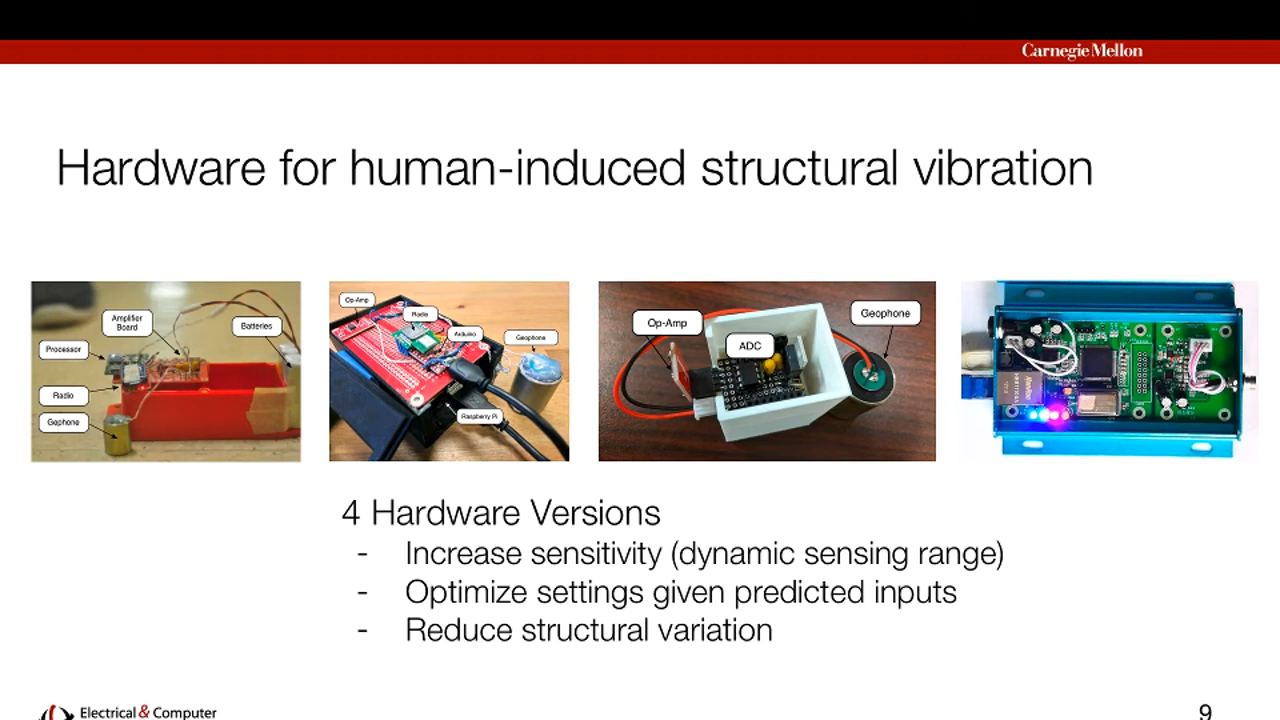 Carnegie Mellon
Hardware for human-induced structural vibration
Processor
Amplifier
Board
Batteries
Radio
Gephone
Op-Amp
Radio
Arduino
Geophone
Raspberry Pi
Op-Amp
ADC
Geophone
4 Hardware Versions
- Increase sensitivity (dynamic sensing range)
- Optimize settings given predicted inputs
- Reduce structural variation
Electrical & Computer
9